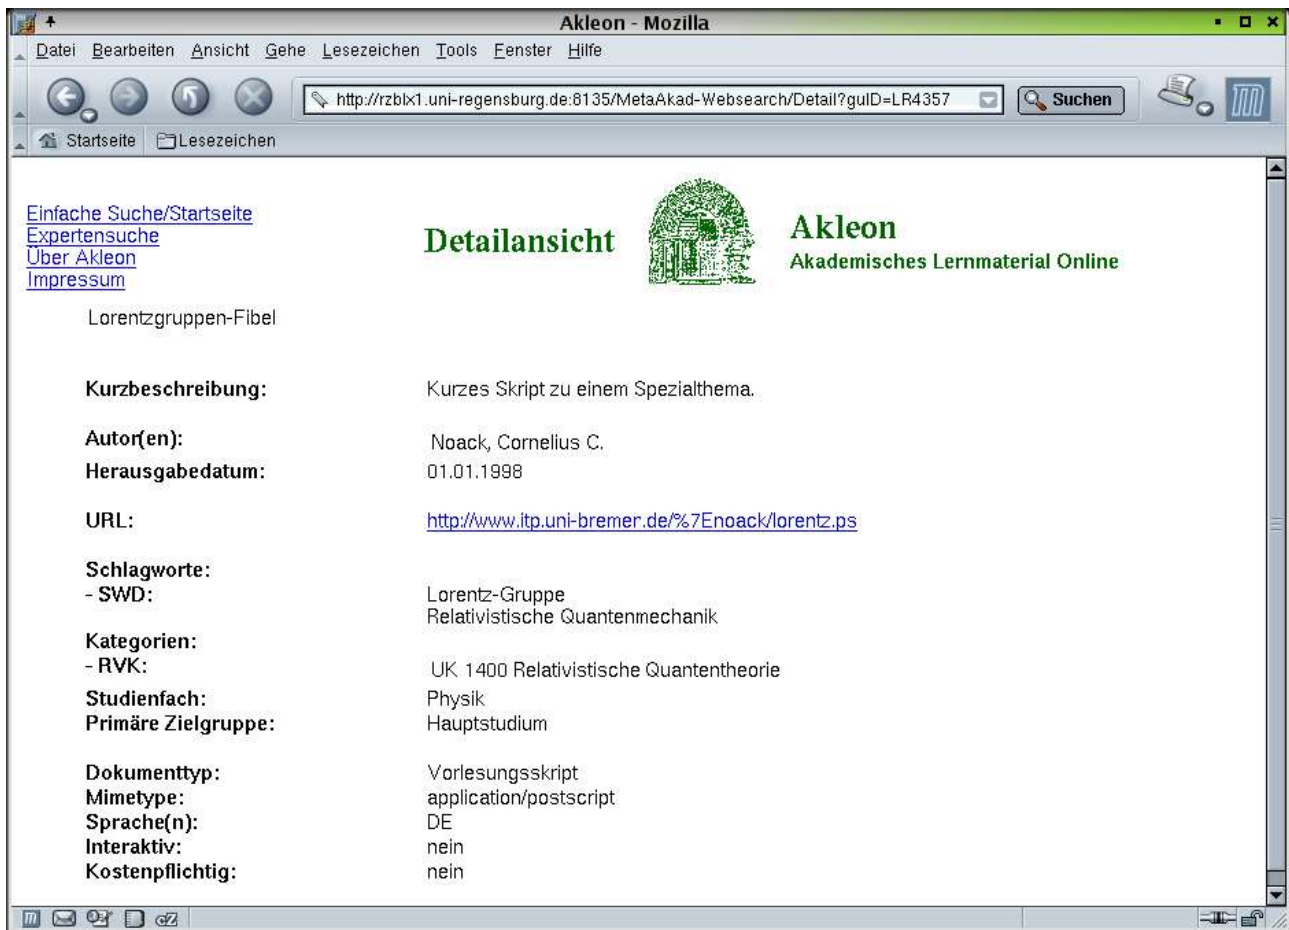 Akleon - Mozilla
Datei Bearbeiten Ansicht Gehe Lesezeichen Tools Fenster Hilfe
http://rzblx1.uni-regensburg.de:8135/MetaAkad-Websearch/Detail?guID=LR4357 Suchen
Startseite Lesezeichen
Einfache Suche/Startseite
Expertensuche
Über Akleon
Impressum
Detailansicht
Akleon
Akademisches Lernmaterial Online
Lorentzgruppen-Fibel
Kurzbeschreibung: Kurzes Skript zu einem Spezialthema.
Autor(en): Noack, Cornelius C.
Herausgabedatum: 01.01.1998
URL: http://www.itp.uni-bremen.de/%7Enoack/lorentz.ps
Schlagworte:
- SWD: Lorentz-Gruppe
Relativistische Quantenmechanik
Kategorien:
- RVK: UK 1400 Relativistische Quantentheorie
Studienfach: Physik
Primäre Zielgruppe: Hauptstudium
Dokumenttyp: Vorlesungsskript
Mimetype: application/postscript
Sprache(n): DE
Interaktiv: nein
Kostenpflichtig: nein